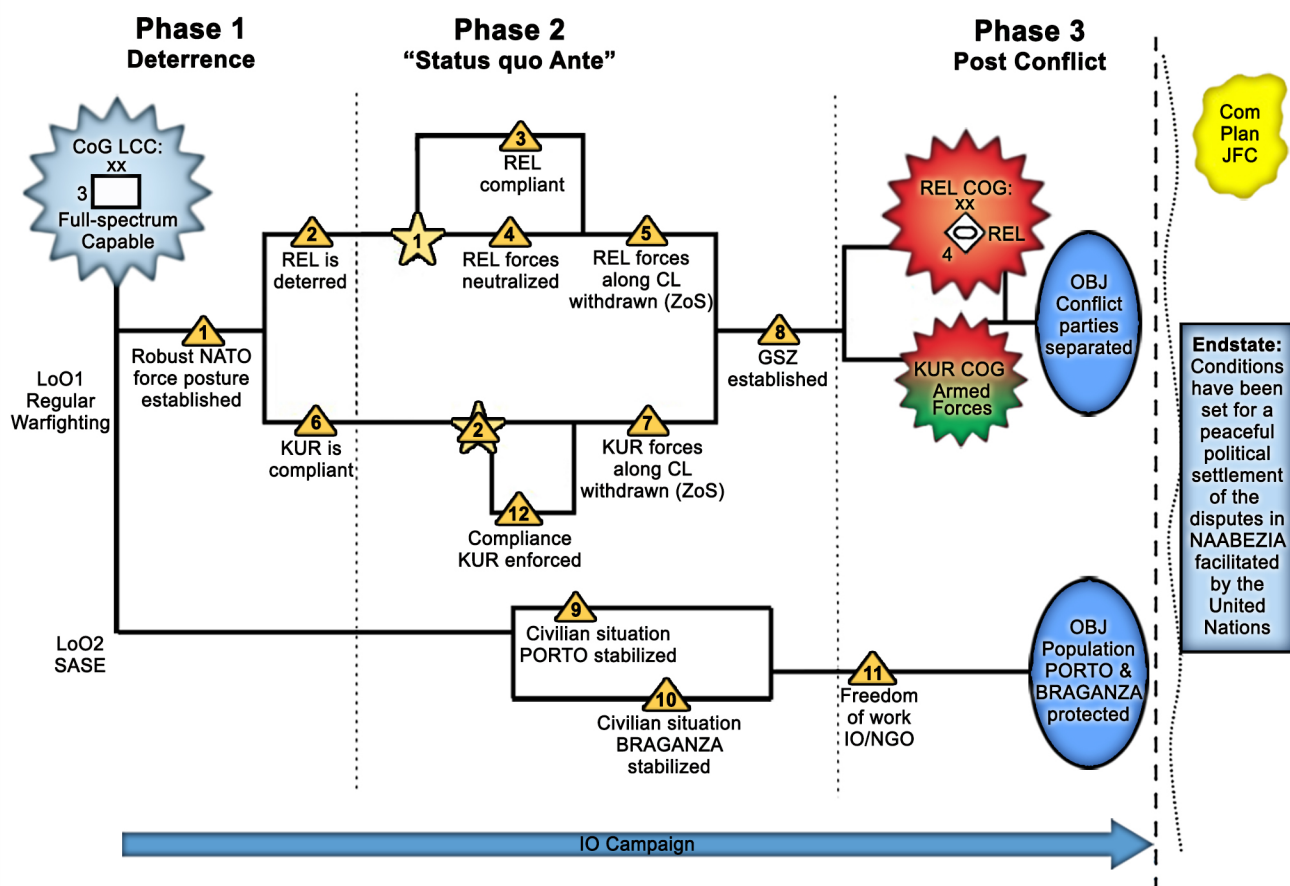 Phase 1
Deterrence
Phase 2
“Status quo Ante”
Phase 3
Post Conflict
CoG LCC:
xx
3
Full-spectrum
Capable
Com
Plan
JFC
3
REL
compliant
1
2
REL is
deterred
4
REL forces
neutralized
5
REL forces
along CL
withdrawn (ZoS)
REL COG:
xx
REL
4
1
Robust NATO
force posture
established
8
GSZ
established
OBJ
Conflict
parties
separated
KUR COG
Armed
Forces
LoO1
Regular
Warfighting
6
KUR is
compliant
2
7
KUR forces
along CL
withdrawn (ZoS)
12
Compliance
KUR enforced
Endstate:
Conditions
have been
set for a
peaceful
political
settlement
of the
disputes in
NAABEZIA
facilitated
by the
United
Nations
LoO2
SASE
9
Civilian situation
PORTO stabilized
10
Civilian situation
BRAGANZA
stabilized
11
Freedom
of work
IO/NGO
OBJ
Population
PORTO &
BRAGANZA
protected
IO Campaign